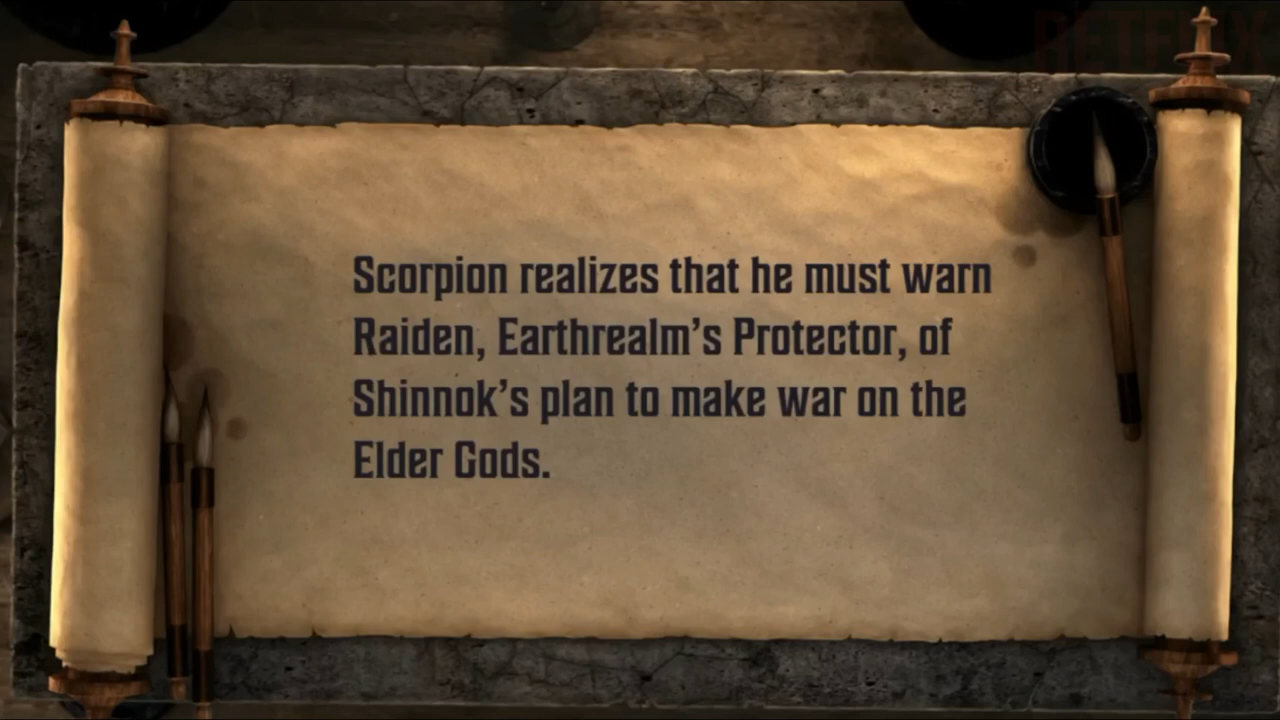 Scorpion realizes that he must warn
Raiden, Earthrealm's Protector, of
Shinnok's plan to make war on the
Elder Gods.